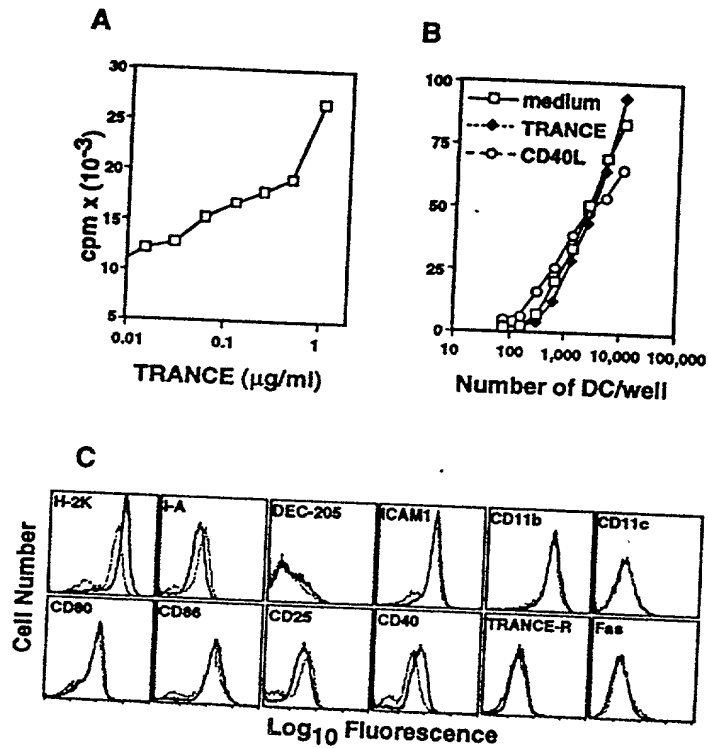 A
30
25
20
15
10
5
cpm x (10-3)
0.01 0.1 1
TRANCE (µg/ml)
B
100
75
50
25
0
medium
TRANCE
CD40L
10 100 1,000 10,000 100,000
Number of DC/well
C
Cell Number
H-2K I-A DEC-205 ICAM1 CD11b CD11c
CD80 CD86 CD25 CD40 TRANCE-R Fas
Log10 Fluorescence